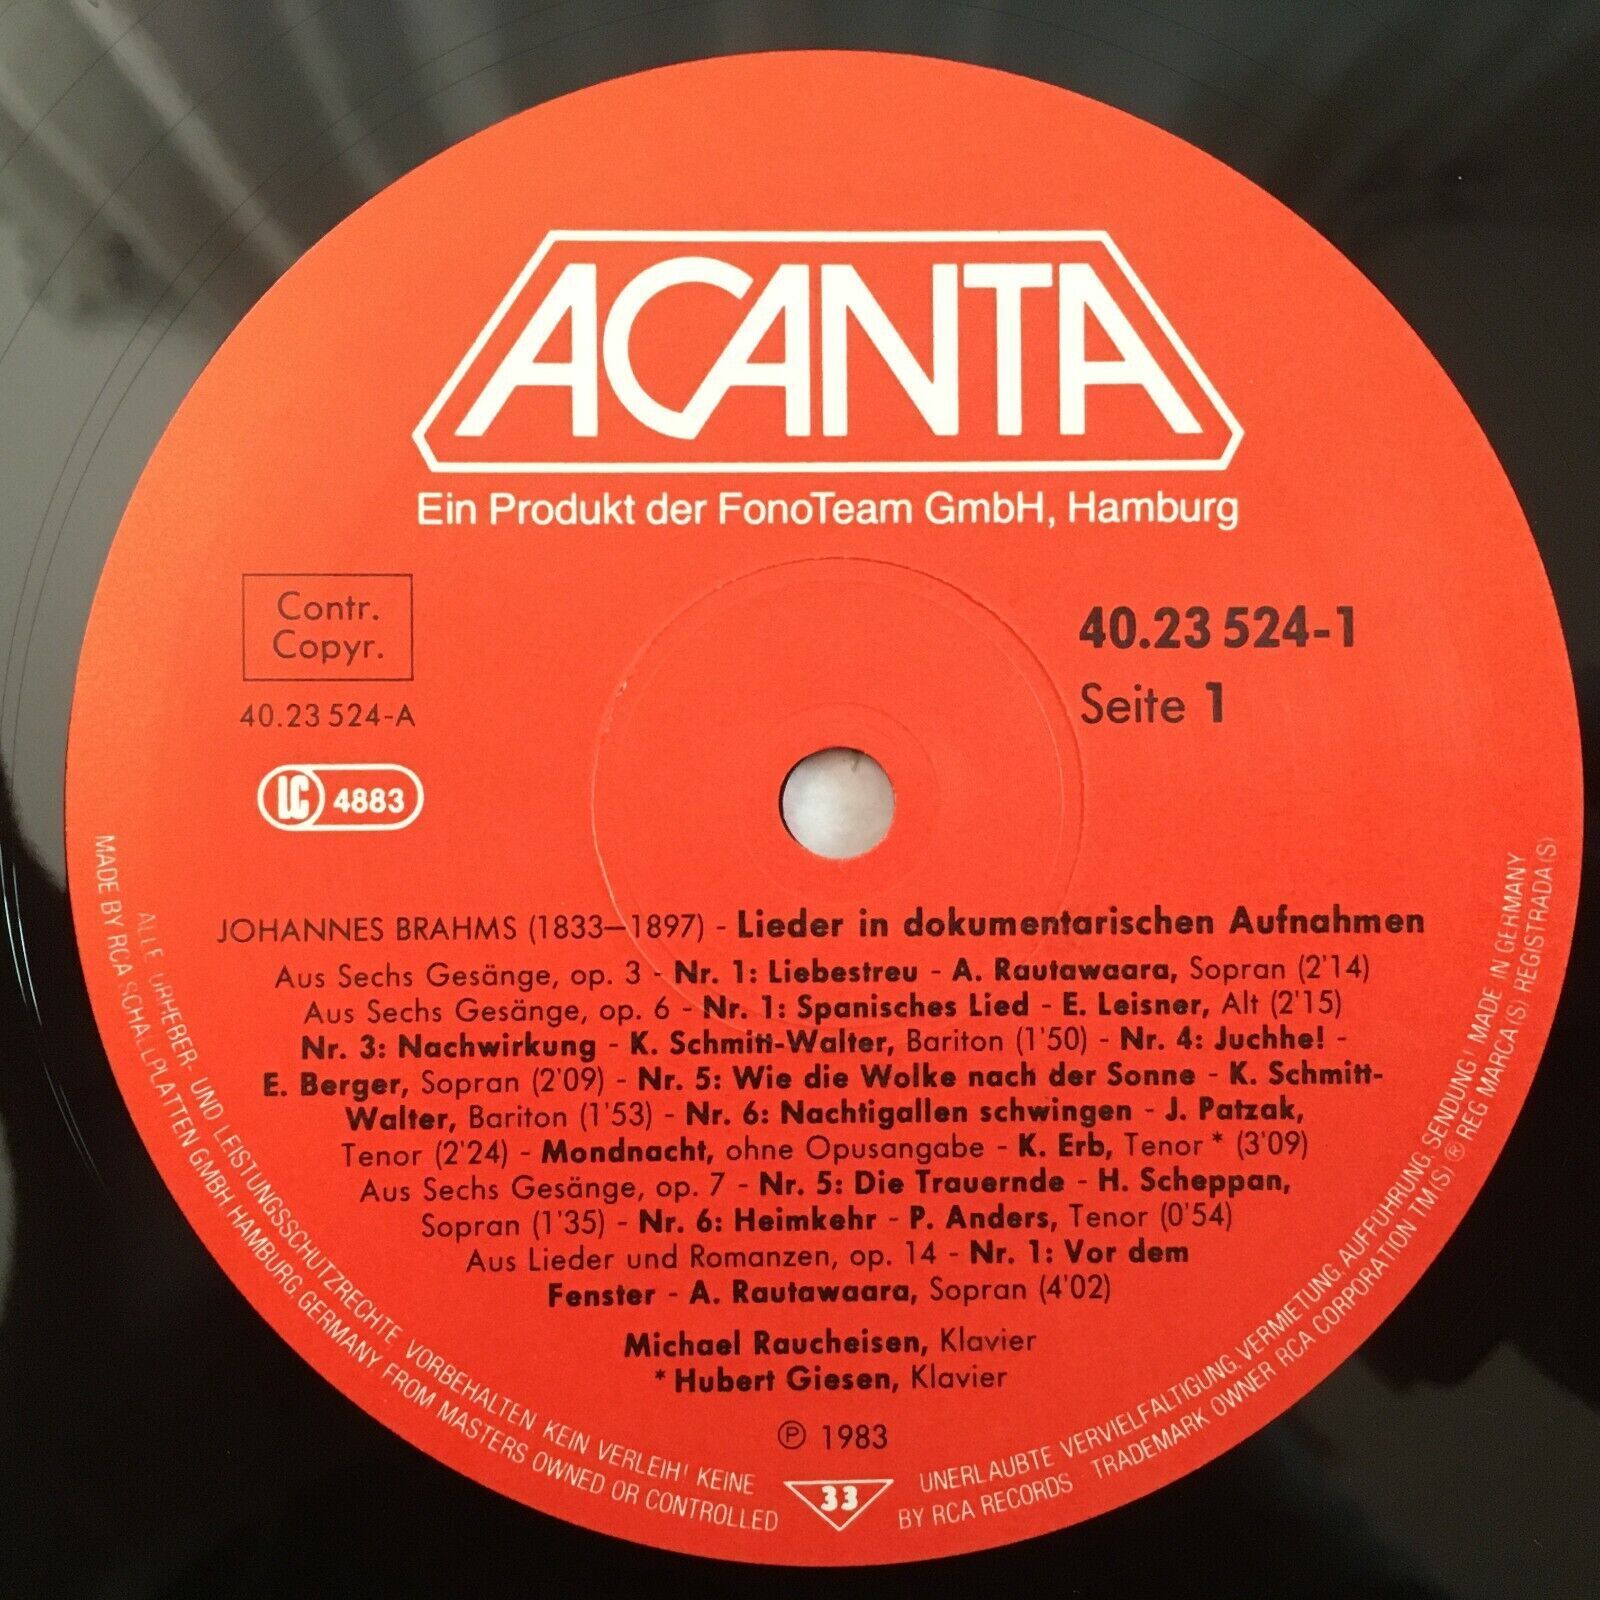 ACANTA
Ein Produkt der FonoTeam GmbH, Hamburg
Contr.
Copyr.
40.23 524-A
LC 4883
40.23 524-1
Seite 1
JOHANNES BRAHMS (1833–1897) - Lieder in dokumentarischen Aufnahmen
Aus Sechs Gesänge, op. 3 - Nr. 1: Liebestreu - A. Rautawaara, Sopran (2'14)
Aus Sechs Gesänge, op. 6 - Nr. 1: Spanisches Lied - E. Leisner, Alt (2'15)
Nr. 3: Nachwirkung - K. Schmitt-Walter, Bariton (1'50) - Nr. 4: Juchhe! -
E. Berger, Sopran (2'09) - Nr. 5: Wie die Wolke nach der Sonne - K. Schmitt-
Walter, Bariton (1'53) - Nr. 6: Nachtigallen schwingen - J. Patzak,
Tenor (2'24) - Mondnacht, ohne Opusangabe - K. Erb, Tenor * (3'09)
Aus Sechs Gesänge, op. 7 - Nr. 5: Die Trauernde - H. Scheppan,
Sopran (1'35) - Nr. 6: Heimkehr - P. Anders, Tenor (0'54)
Aus Lieder und Romanzen, op. 14 - Nr. 1: Vor dem
Fenster - A. Rautawaara, Sopran (4'02)
Michael Raucheisen, Klavier
* Hubert Giesen, Klavier
℗ 1983
33
ALLE URHEBER- UND LEISTUNGSSCHUTZRECHTE VORBEHALTEN. KEIN VERLEIH! KEINE UNERLAUBTE VERVIELFALTIGUNG, VERMIETUNG, AUFFÜHRUNG, SENDUNG! MADE IN GERMANY
MADE BY RCA SCHALLPLATTEN GMBH, HAMBURG, GERMANY FROM MASTERS OWNED OR CONTROLLED BY RCA RECORDS TRADEMARK OWNER RCA CORPORATION TM(S) ® REG MARCA(S) REGISTRADA(S)